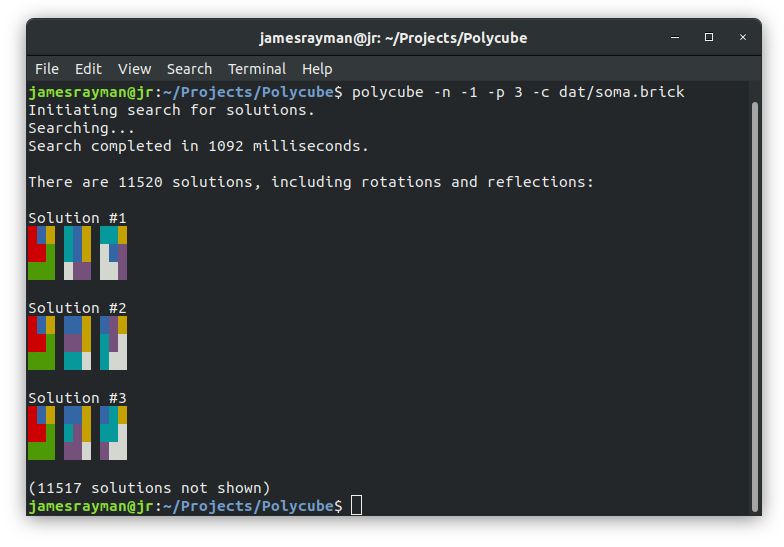 jamesrayman@jr: ~/Projects/Polycube
File Edit View Search Terminal Help
jamesrayman@jr:~/Projects/Polycube$ polycube -n -1 -p 3 -c dat/soma.brick
Initiating search for solutions.
Searching...
Search completed in 1092 milliseconds.
There are 11520 solutions, including rotations and reflections:
Solution #1
Solution #2
Solution #3
(11517 solutions not shown)
jamesrayman@jr:~/Projects/Polycube$